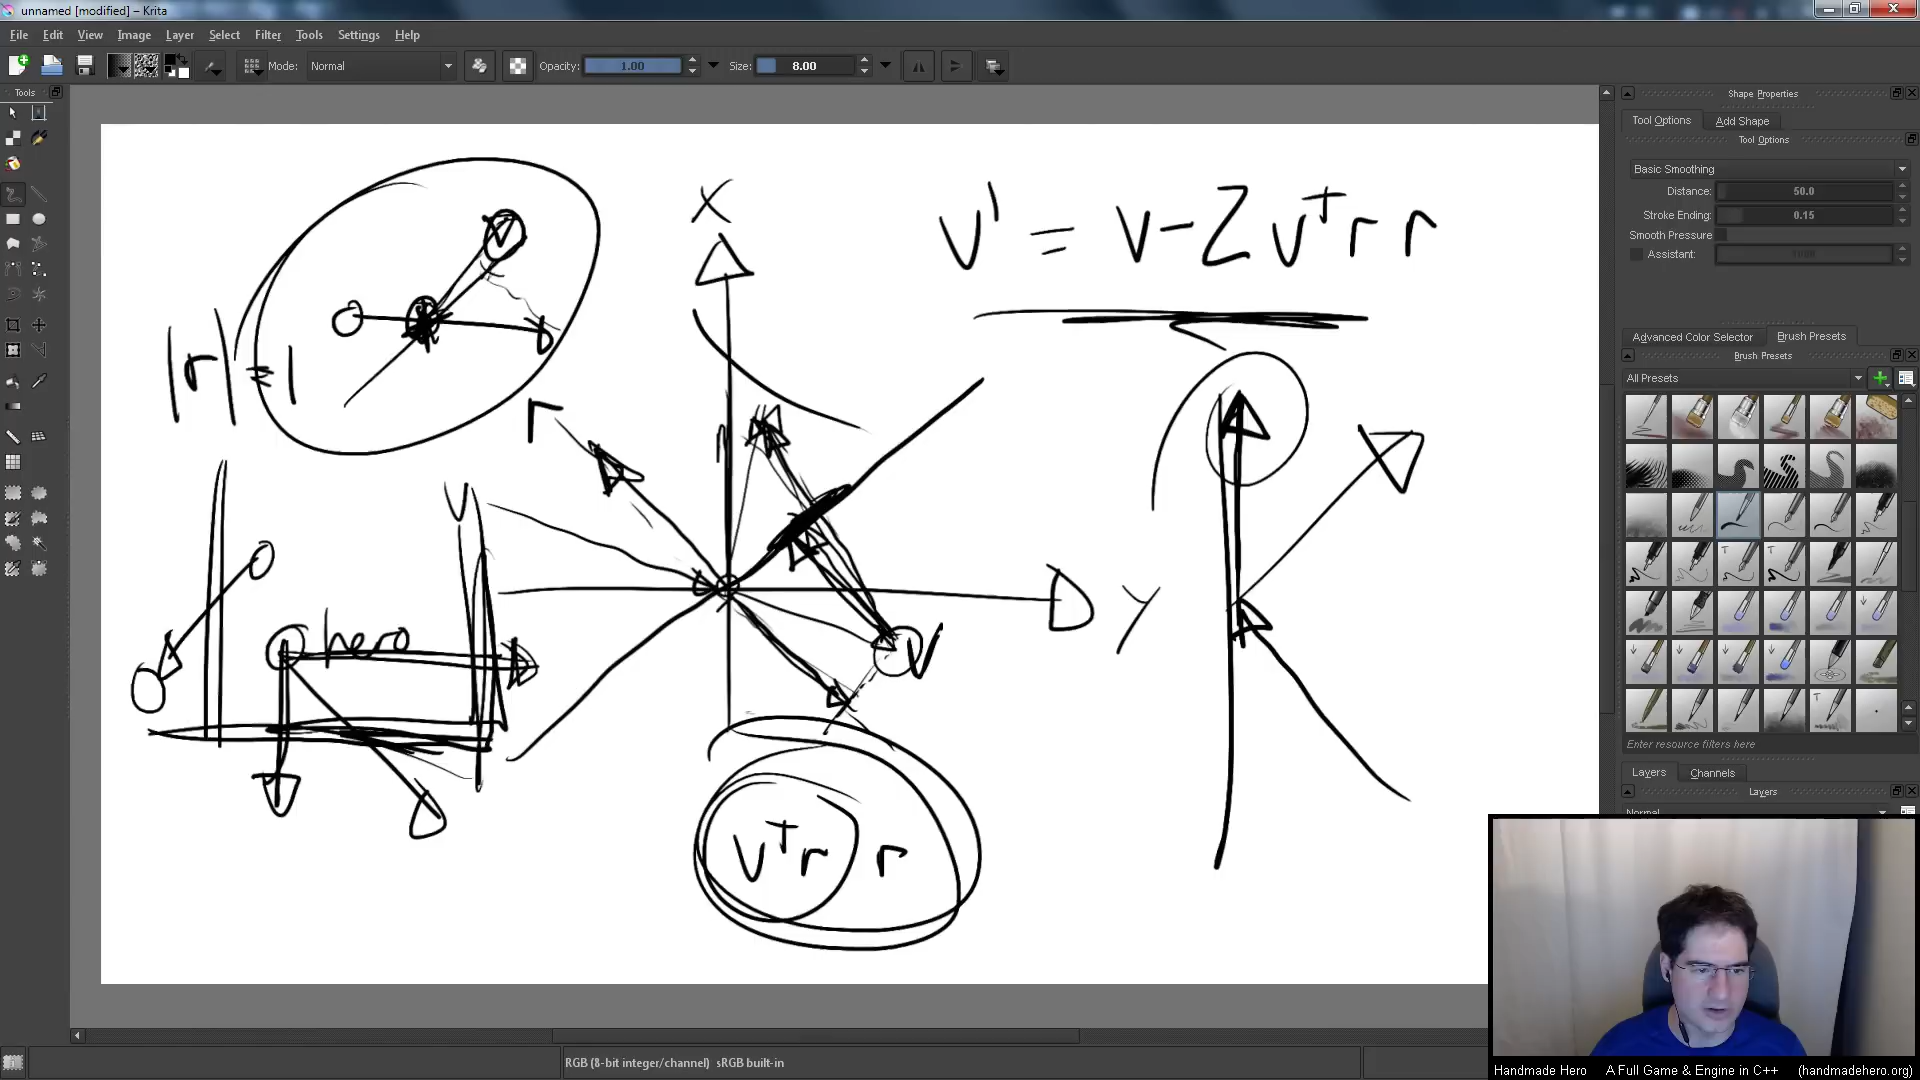 unnamed [modified] – Krita
File Edit View Image Layer Select Filter Tools Settings Help
Mode: Normal Opacity: 1.00 Size: 8.00
Tools
Shape Properties
Tool Options Add Shape
Tool Options
Basic Smoothing
Distance: 50.0
Stroke Ending: 0.15
Smooth Pressure
Assistant:
Advanced Color Selector Brush Presets
Brush Presets
All Presets
Enter resource filters here
Layers Channels
Layers
Normal
X
v' = v-2 vᵀr r
|r| = 1
r
v
hero
V
Y
vᵀr r
RGB (8-bit integer/channel) sRGB built-in
Handmade Hero A Full Game & Engine in C++ (handmadehero.org)